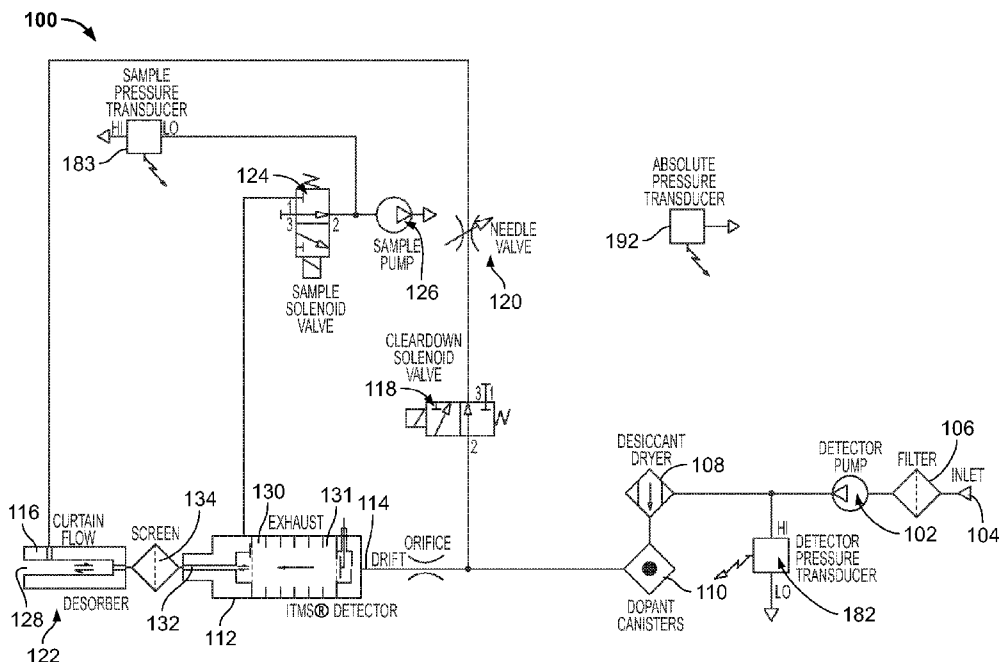 100
SAMPLE
PRESSURE
TRANSDUCER
HI
LO
183
124
1
3
2
SAMPLE
PUMP
126
SAMPLE
SOLENOID
VALVE
NEEDLE
VALVE
120
ABSOLUTE
PRESSURE
TRANSDUCER
192
CLEARDOWN
SOLENOID
VALVE
118
3
1
2
DESICCANT
DRYER
108
DETECTOR
PUMP
102
FILTER
106
INLET
104
HI
DETECTOR
PRESSURE
TRANSDUCER
LO
182
110
DOPANT
CANISTERS
116
CURTAIN
FLOW
SCREEN
134
130
EXHAUST
131
114
DRIFT
ORIFICE
128
DESORBER
122
132
112
ITMS® DETECTOR